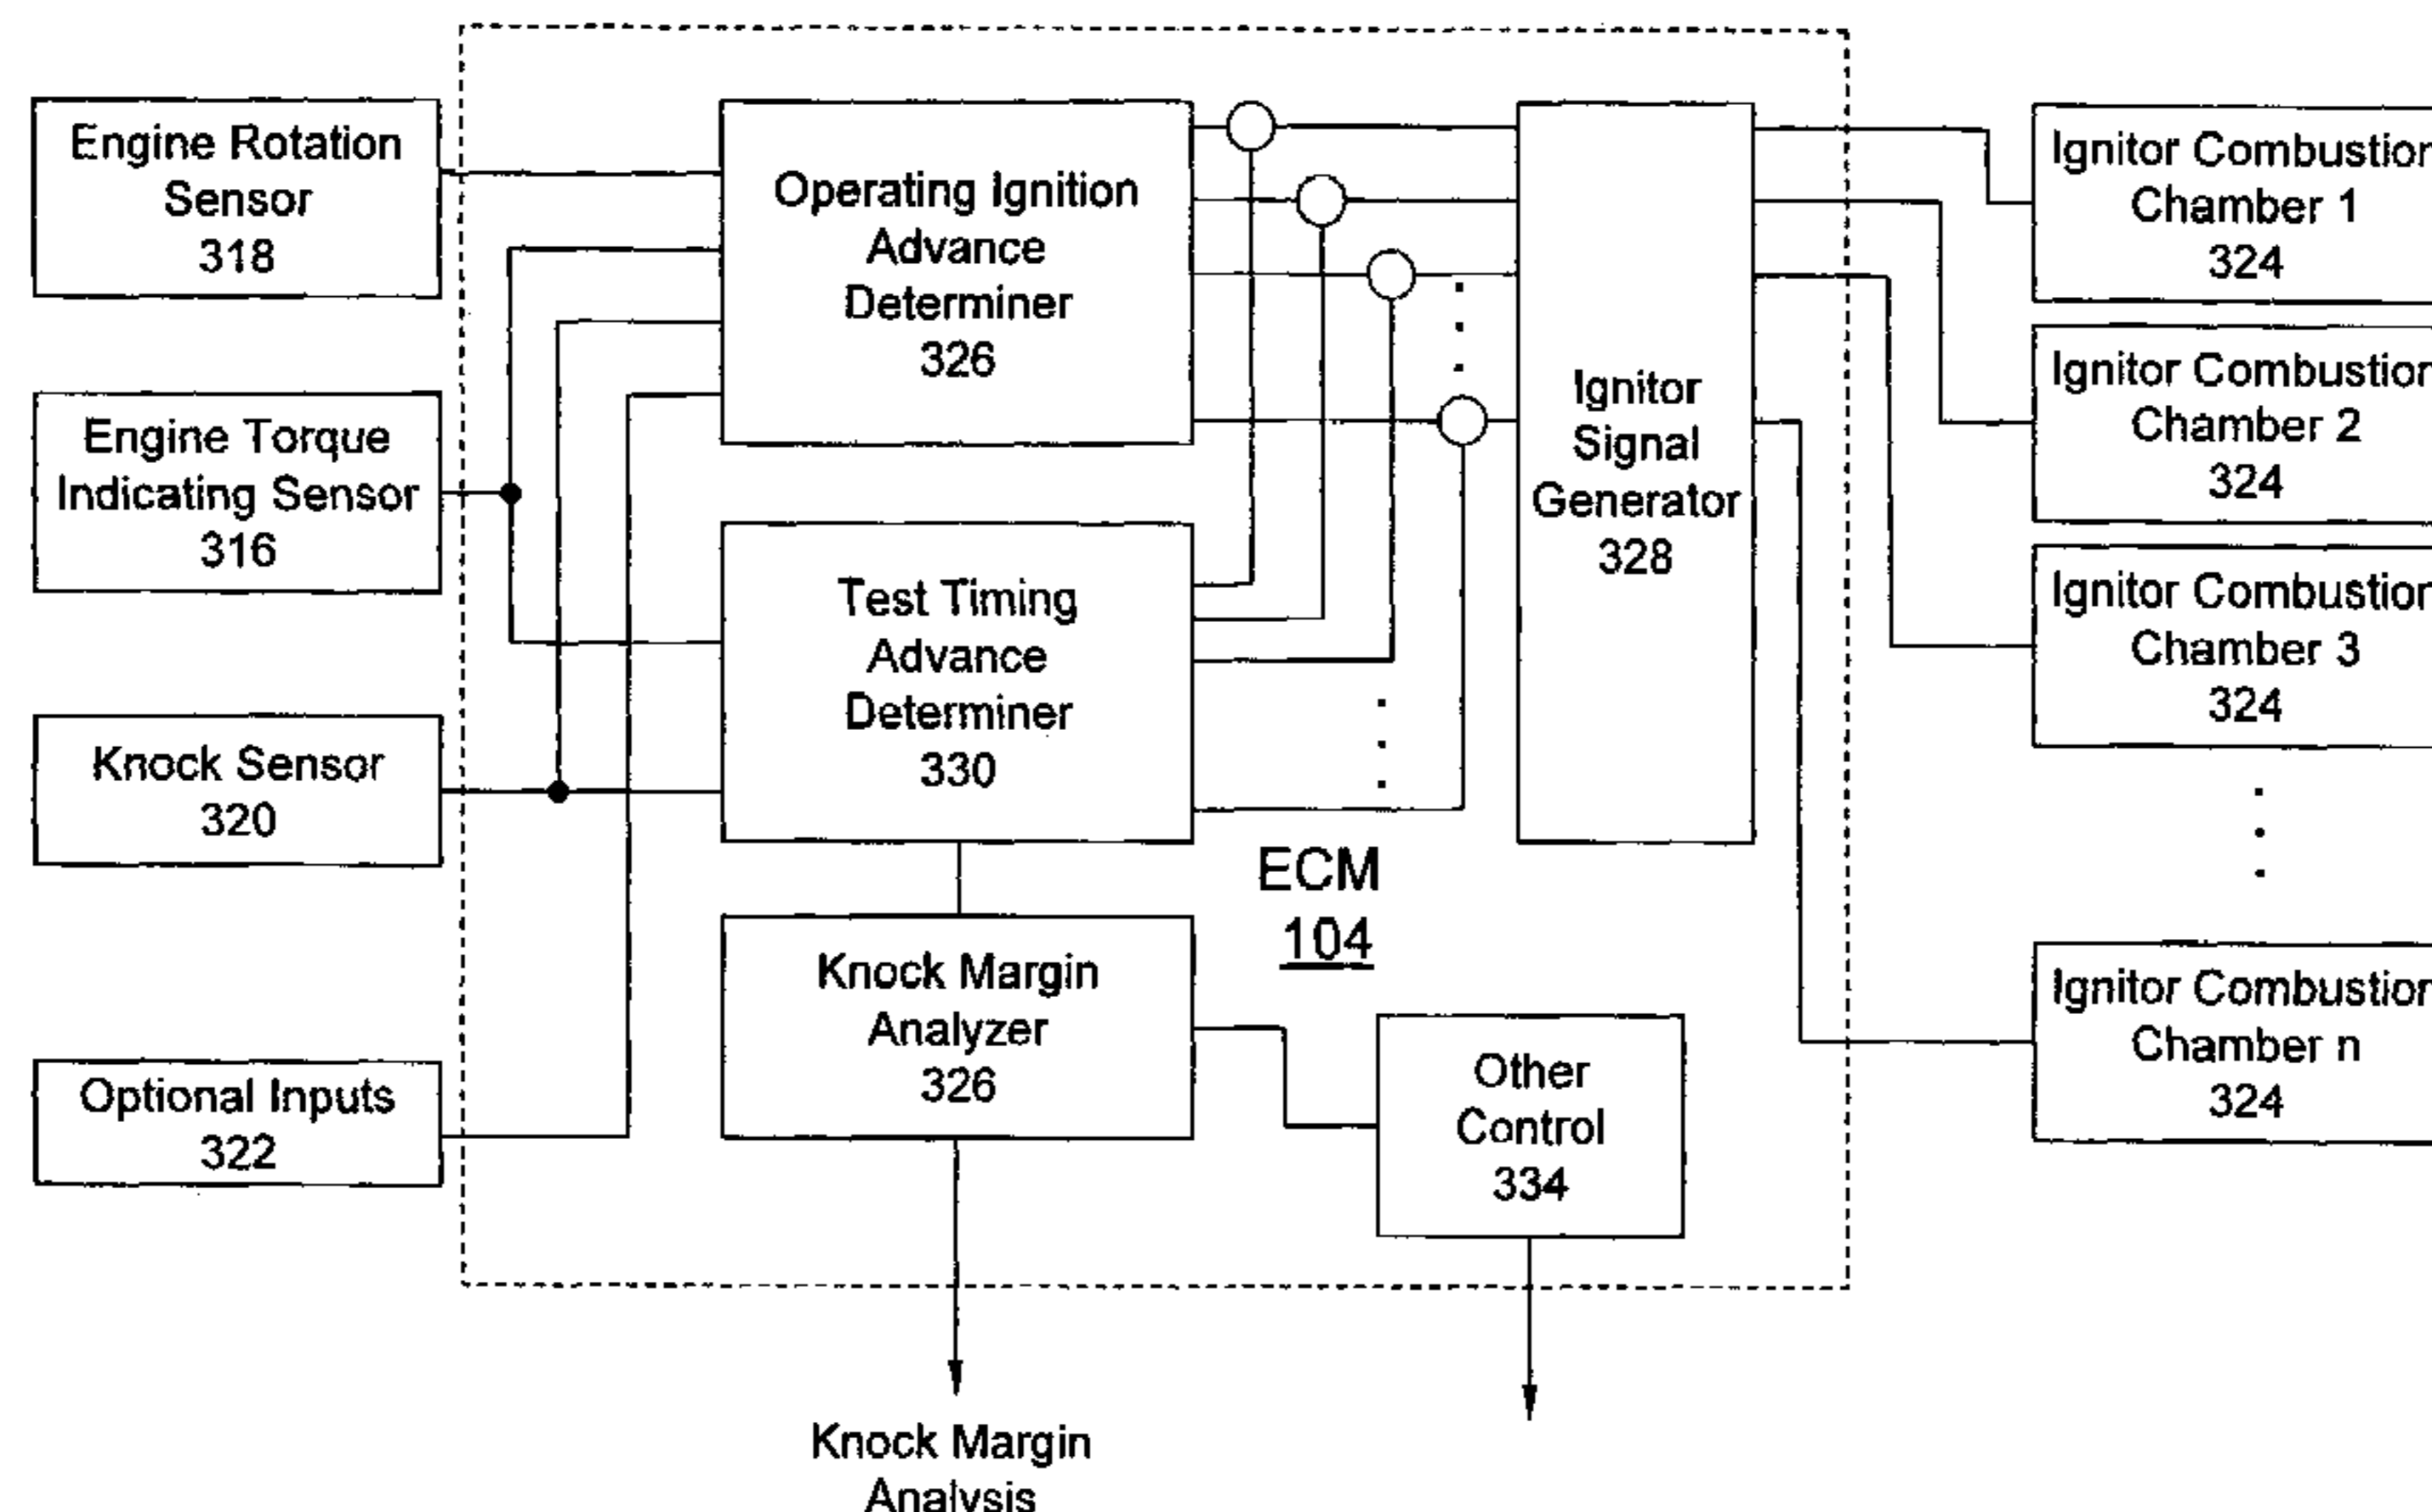 Engine Rotation
Sensor
318
Engine Torque
Indicating Sensor
316
Knock Sensor
320
Optional Inputs
322
Operating Ignition
Advance
Determiner
326
Test Timing
Advance
Determiner
330
Knock Margin
Analyzer
326
ECM
104
Other
Control
334
Ignitor
Signal
Generator
328
Ignitor Combustion
Chamber 1
324
Ignitor Combustion
Chamber 2
324
Ignitor Combustion
Chamber 3
324
Ignitor Combustion
Chamber n
324
Knock Margin
Analysis